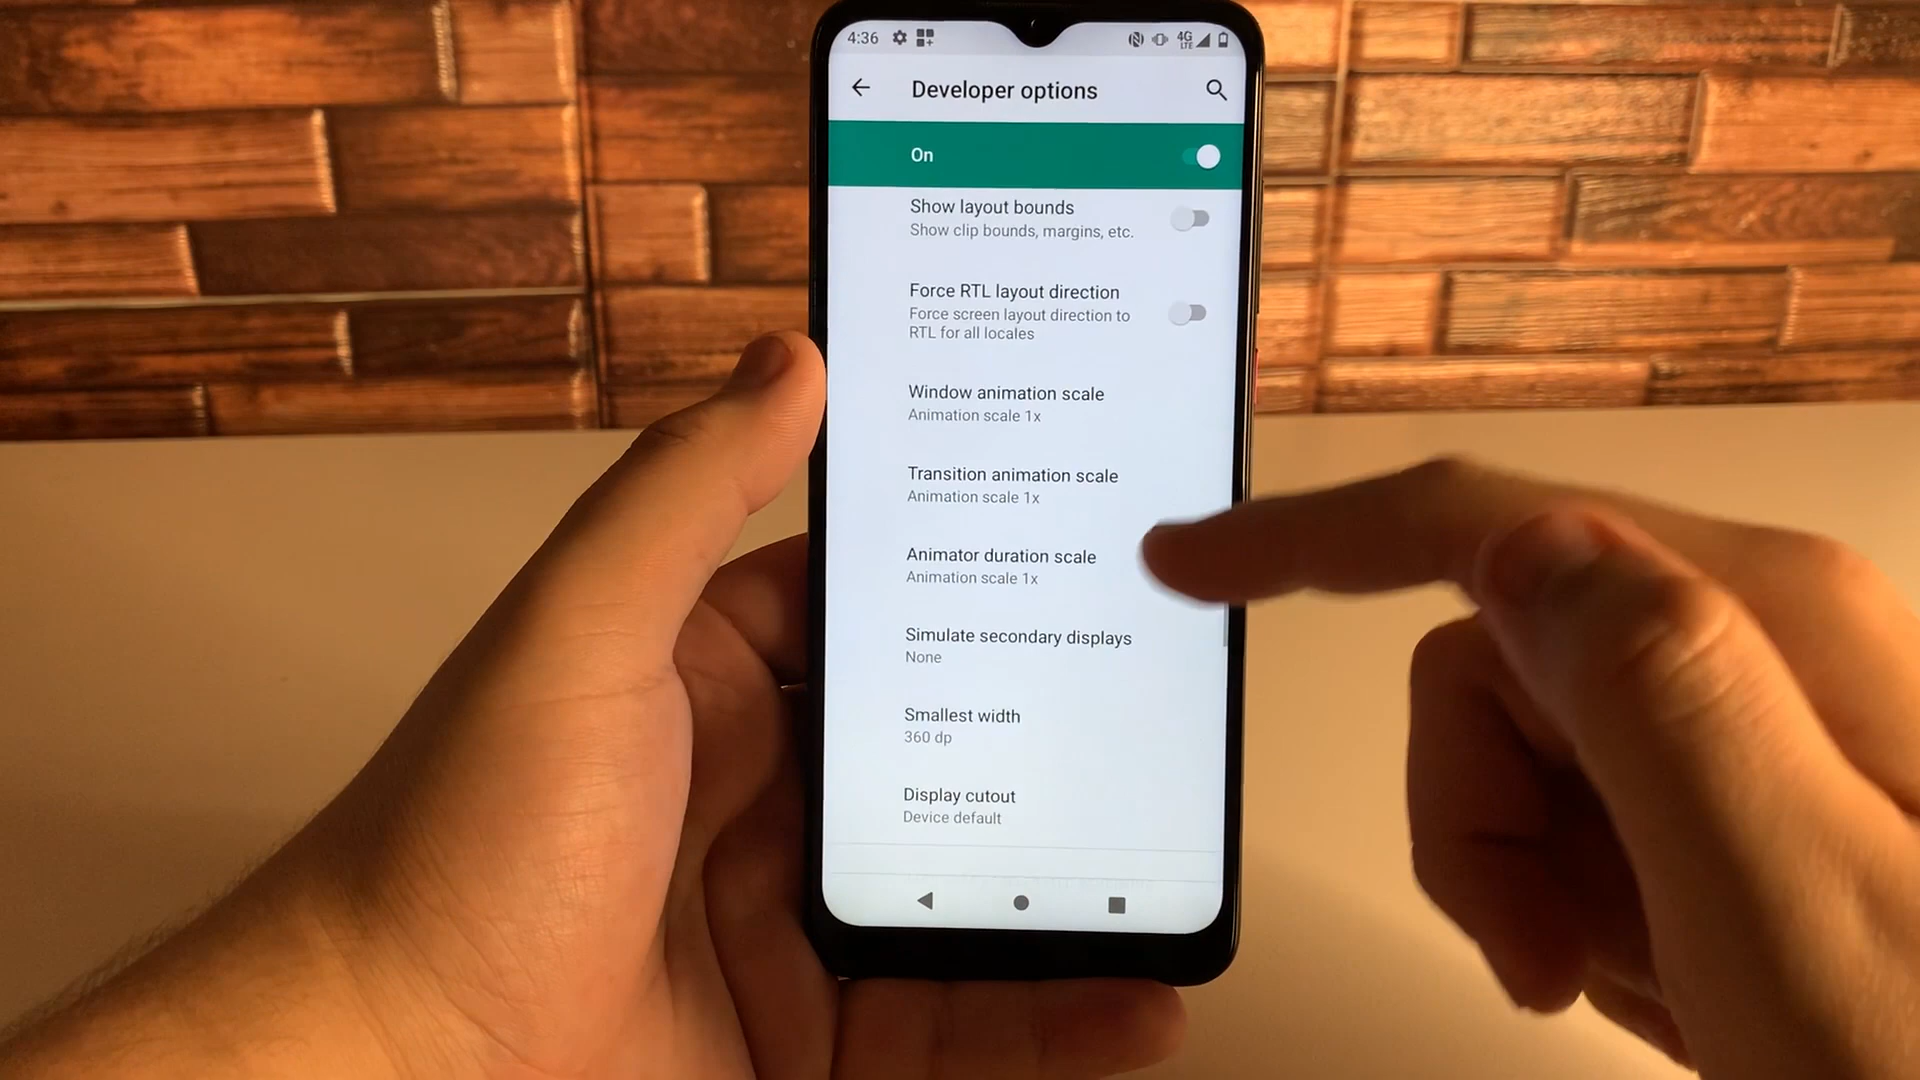 4:36
4G
LTE
Developer options
On
Show layout bounds
Show clip bounds, margins, etc.
Force RTL layout direction
Force screen layout direction to
RTL for all locales
Window animation scale
Animation scale 1x
Transition animation scale
Animation scale 1x
Animator duration scale
Animation scale 1x
Simulate secondary displays
None
Smallest width
360 dp
Display cutout
Device default